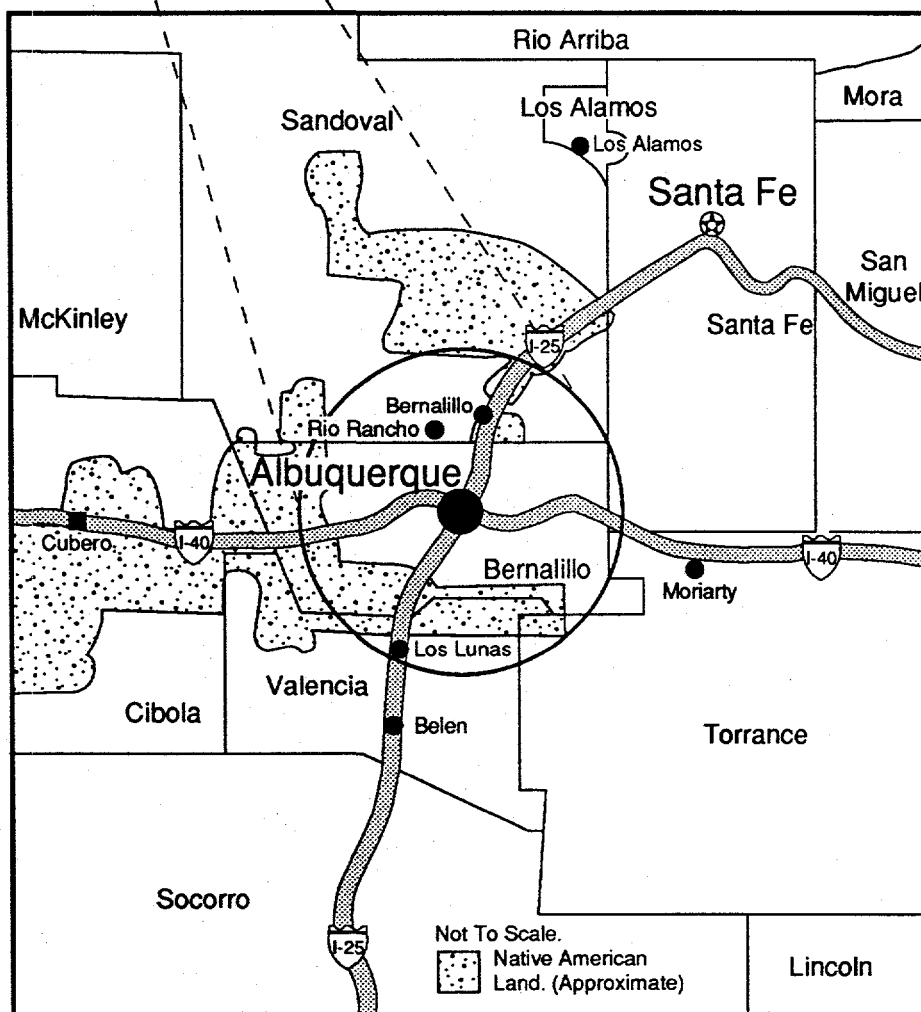 Rio Arriba
Mora
Los Alamos
Sandoval
Los Alamos
Santa Fe
San
Miguel
McKinley
Santa Fe
I-25
Bernalillo
Rio Rancho
Albuquerque
Cubero
I-40
I-40
Bernalillo
Moriarty
Los Lunas
Valencia
Cibola
Belen
Torrance
Socorro
I-25
Not To Scale.
Native American
Land. (Approximate)
Lincoln